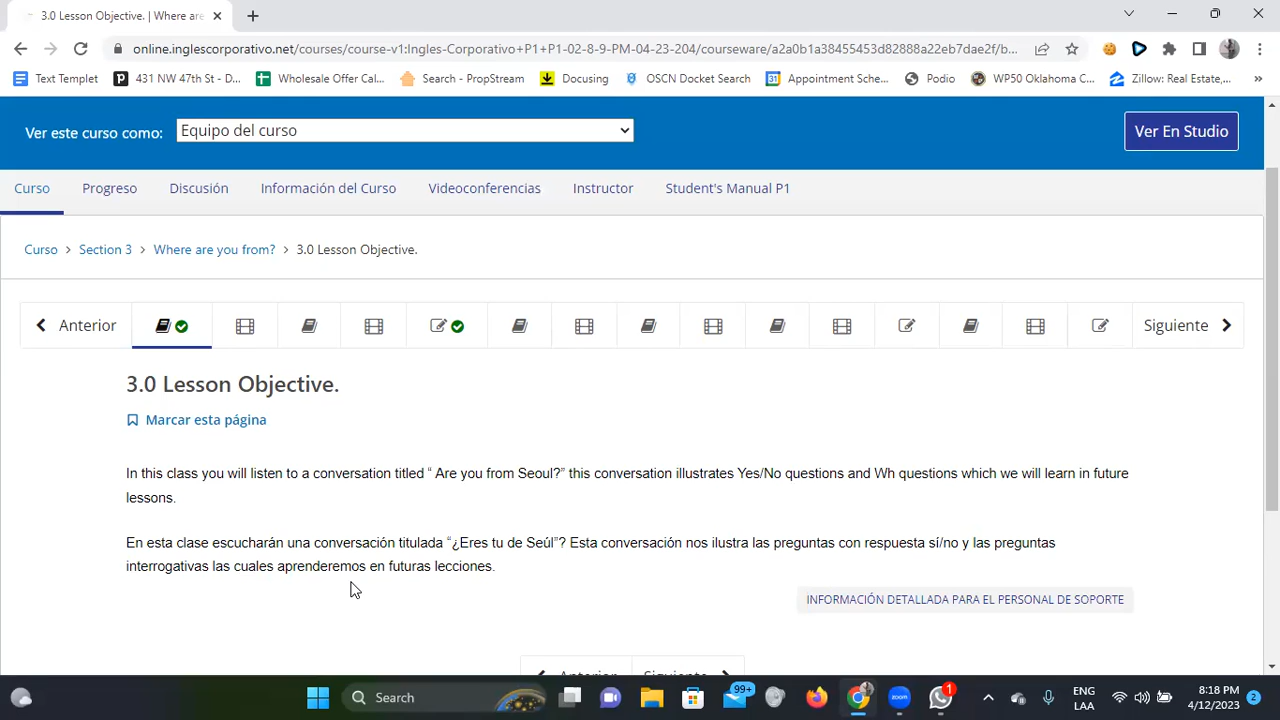 3.0 Lesson Objective. | Where are
online.inglescorporativo.net/courses/course-v1:Ingles-Corporativo+P1+P1-02-8-9-PM-04-23-204/courseware/a2a0b1a38455453d82888a22eb7dae2f/b...
Text Templet 431 NW 47th St - D... Wholesale Offer Cal... Search - PropStream Docusing OSCN Docket Search Appointment Sche... Podio WP50 Oklahoma C... Zillow: Real Estate,... »
Ver este curso como: Equipo del curso Ver En Studio
Curso Progreso Discusión Información del Curso Videoconferencias Instructor Student's Manual P1
Curso > Section 3 > Where are you from? > 3.0 Lesson Objective.
Anterior Siguiente
3.0 Lesson Objective.
Marcar esta página
In this class you will listen to a conversation titled “ Are you from Seoul?” this conversation illustrates Yes/No questions and Wh questions which we will learn in future
lessons.
En esta clase escucharán una conversación titulada “¿Eres tu de Seúl”? Esta conversación nos ilustra las preguntas con respuesta sí/no y las preguntas
interrogativas las cuales aprenderemos en futuras lecciones.
INFORMACIÓN DETALLADA PARA EL PERSONAL DE SOPORTE
Anterior Siguiente
Search 99+ 1 ENG 8:18 PM
LAA 4/12/2023 2